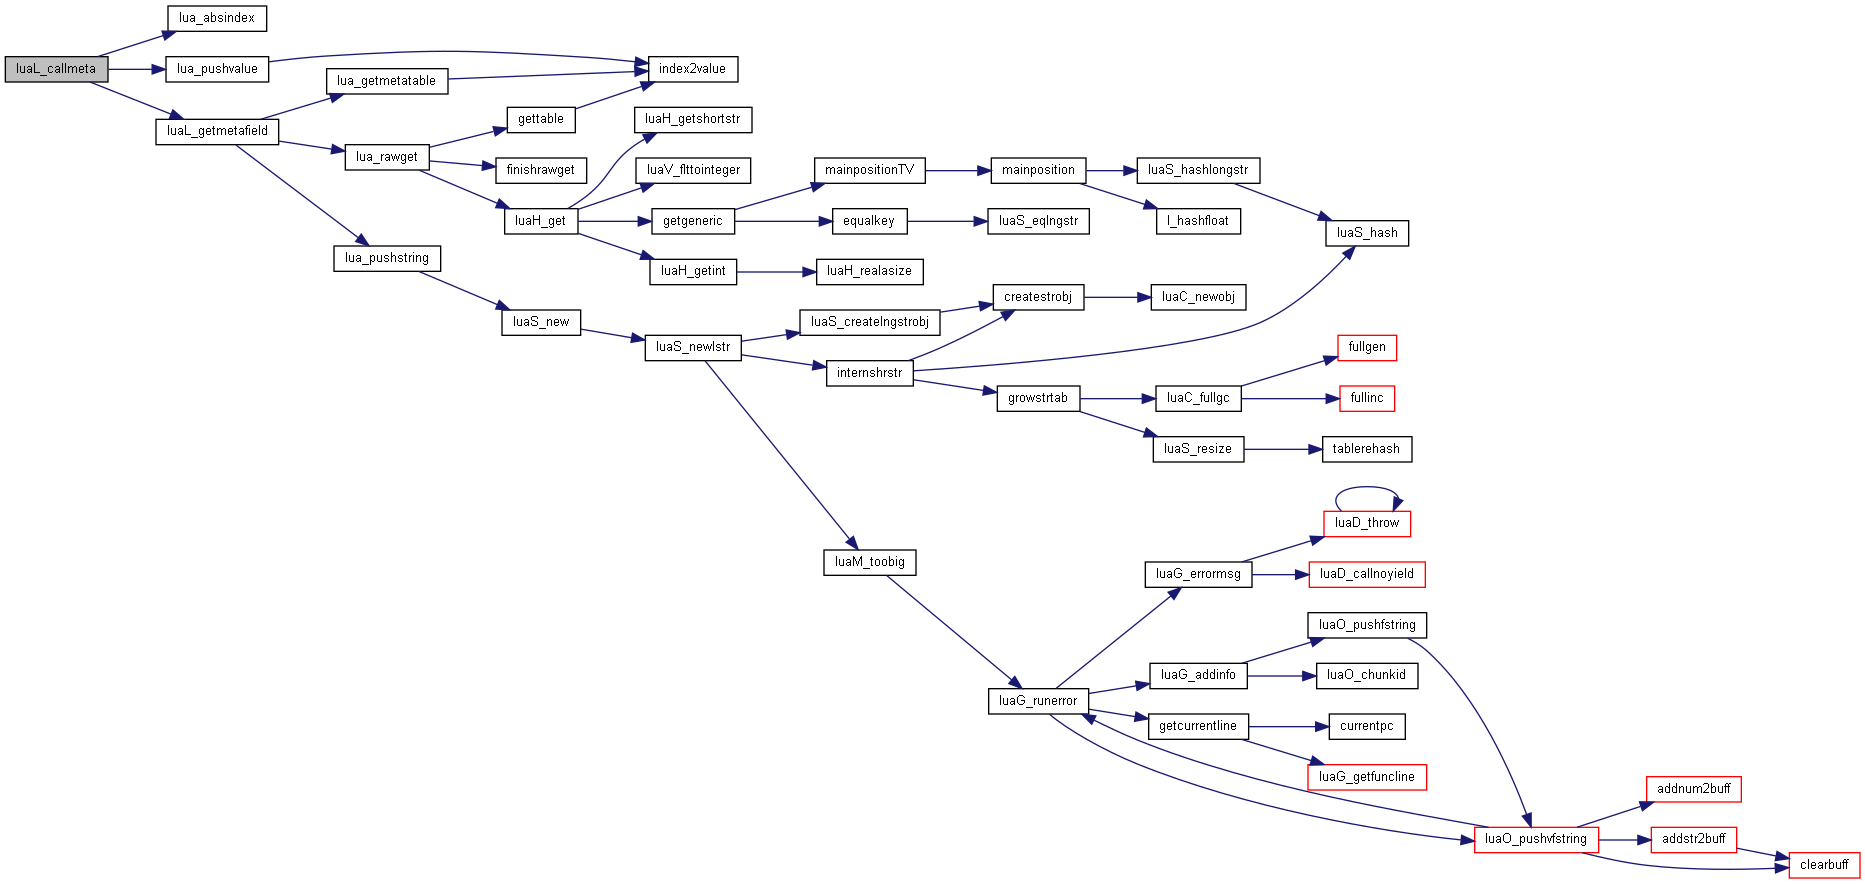 lua_absindex
luaL_callmeta
lua_pushvalue
index2value
lua_getmetatable
gettable
luaH_getshortstr
luaL_getmetafield
lua_rawget
finishrawget
luaV_flttointeger
mainpositionTV
mainposition
luaS_hashlongstr
luaH_get
getgeneric
equalkey
luaS_eqlngstr
l_hashfloat
luaS_hash
lua_pushstring
luaH_getint
luaH_realasize
createstrobj
luaC_newobj
luaS_new
luaS_createlngstrobj
luaS_newlstr
fullgen
internshrstr
growstrtab
luaC_fullgc
fullinc
luaS_resize
tablerehash
luaD_throw
luaM_toobig
luaG_errormsg
luaD_callnoyield
luaO_pushfstring
luaG_addinfo
luaO_chunkid
luaG_runerror
getcurrentline
currentpc
luaG_getfuncline
addnum2buff
luaO_pushvfstring
addstr2buff
clearbuff